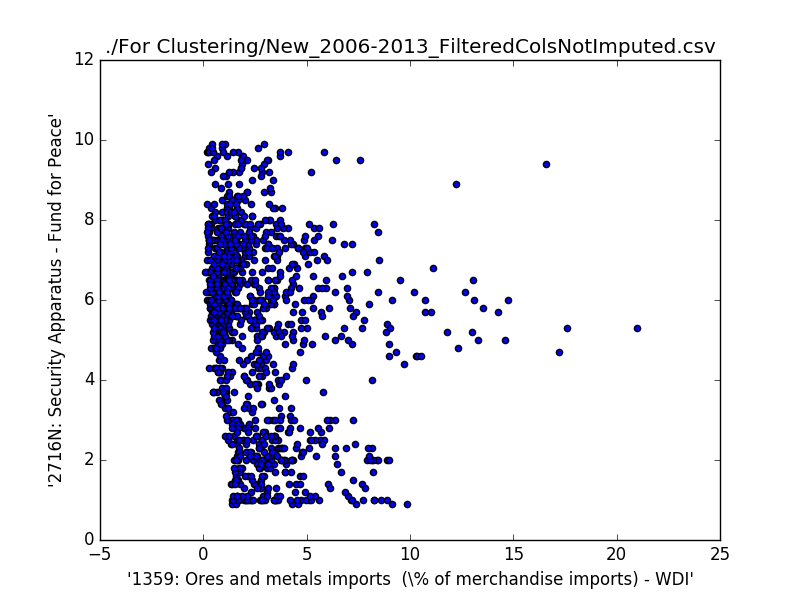 ./For Clustering/New_2006-2013_FilteredColsNotImputed.csv
12
10
8
6
4
2
0
'2716N: Security Apparatus - Fund for Peace'
−5 0 5 10 15 20 25
'1359: Ores and metals imports  (\% of merchandise imports) - WDI'